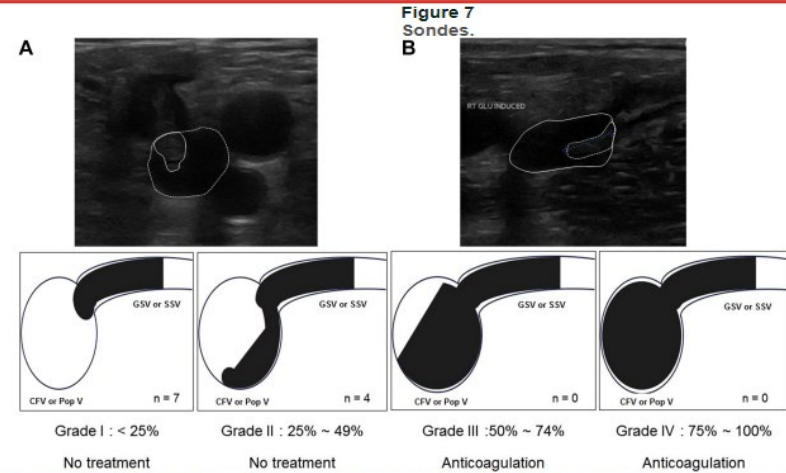 Figure 7
Sondes.
A
B
RT GLU INDUCED
GSV or SSV
CFV or Pop V
n = 7
GSV or SSV
CFV or Pop V
n = 4
GSV or SSV
CFV or Pop V
n = 0
GSV or SSV
CFV or Pop V
n = 0
Grade I : < 25%
Grade II : 25% ~ 49%
Grade III :50% ~ 74%
Grade IV : 75% ~ 100%
No treatment
No treatment
Anticoagulation
Anticoagulation